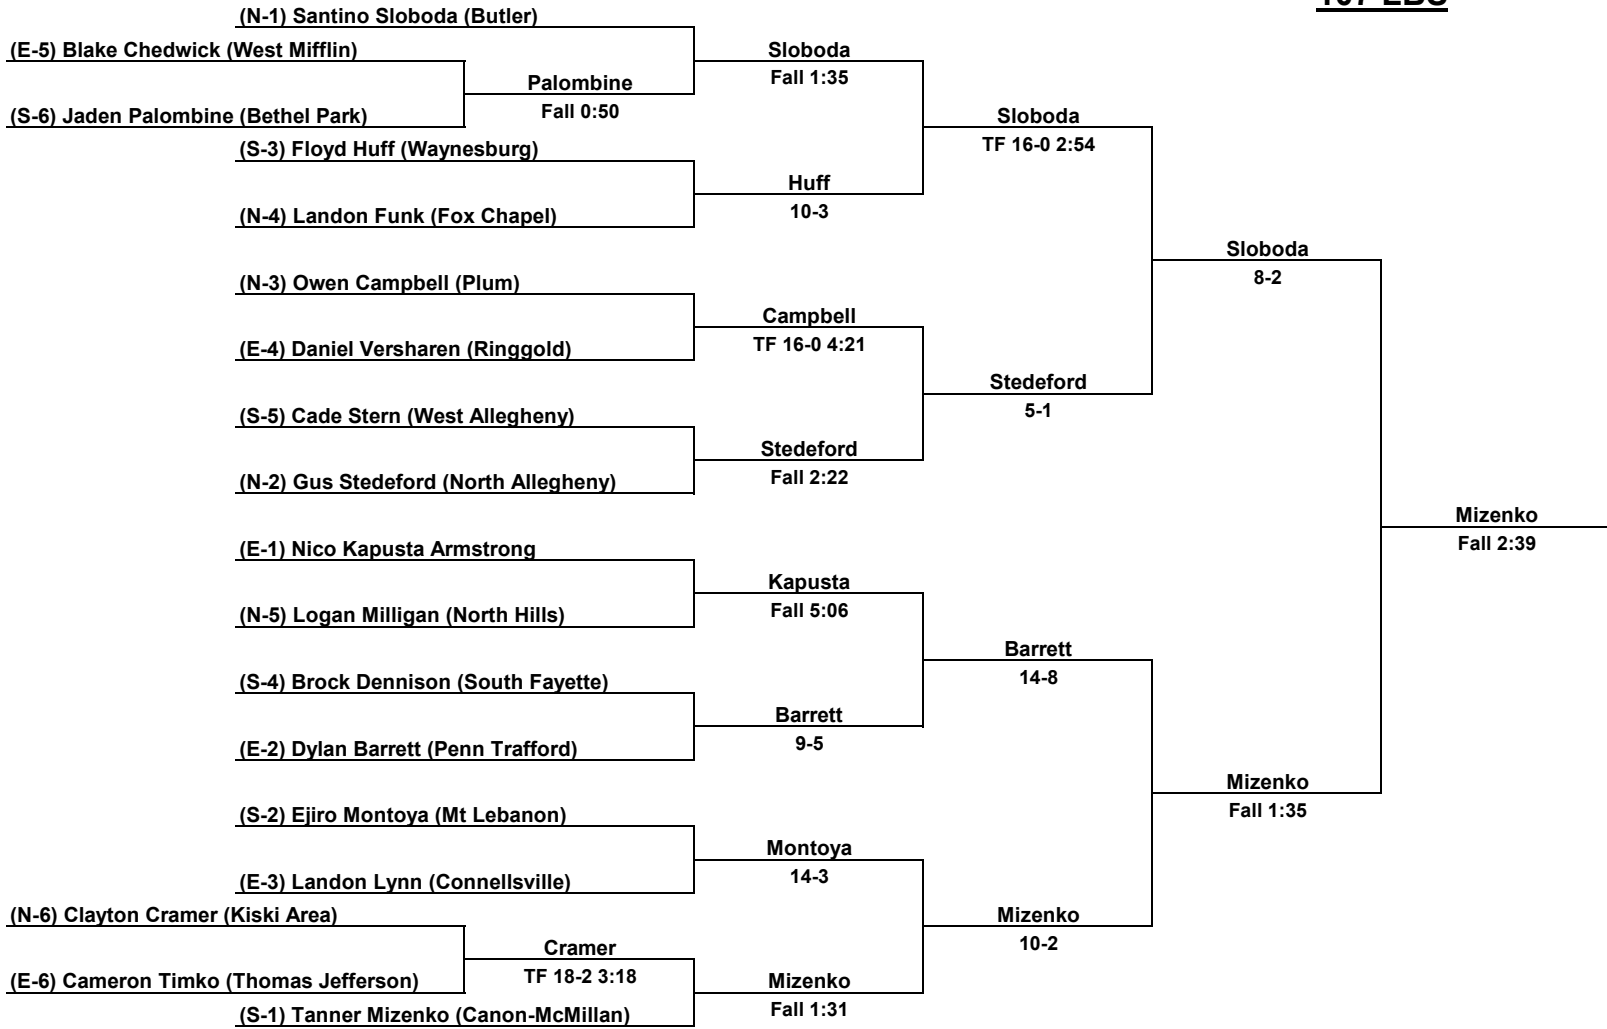 (N-1) Santino Sloboda (Butler)
(E-5) Blake Chedwick (West Mifflin)
Sloboda
Fall 1:35
Palombine
Fall 0:50
(S-6) Jaden Palombine (Bethel Park)
Sloboda
TF 16-0 2:54
(S-3) Floyd Huff (Waynesburg)
Huff
10-3
(N-4) Landon Funk (Fox Chapel)
Sloboda
8-2
(N-3) Owen Campbell (Plum)
Campbell
TF 16-0 4:21
(E-4) Daniel Versharen (Ringgold)
Stedeford
5-1
(S-5) Cade Stern (West Allegheny)
Stedeford
Fall 2:22
(N-2) Gus Stedeford (North Allegheny)
Mizenko
Fall 2:39
(E-1) Nico Kapusta Armstrong
Kapusta
Fall 5:06
(N-5) Logan Milligan (North Hills)
Barrett
14-8
(S-4) Brock Dennison (South Fayette)
Barrett
9-5
(E-2) Dylan Barrett (Penn Trafford)
Mizenko
Fall 1:35
(S-2) Ejiro Montoya (Mt Lebanon)
Montoya
14-3
(E-3) Landon Lynn (Connellsville)
(N-6) Clayton Cramer (Kiski Area)
Mizenko
10-2
Cramer
TF 18-2 3:18
(E-6) Cameron Timko (Thomas Jefferson)
Mizenko
Fall 1:31
(S-1) Tanner Mizenko (Canon-McMillan)